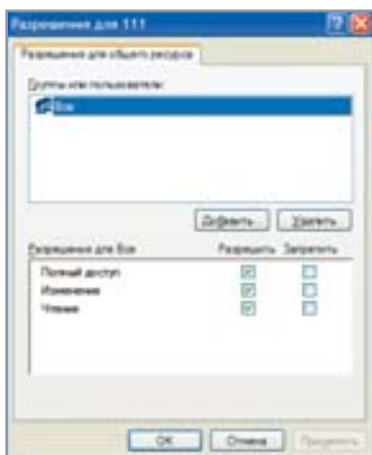 Разрешения для 111
Разрешения для общего ресурса
Группы или пользователи:
Все
Добавить... Удалить
Разрешения для Все Разрешить Запретить
Полный доступ
Изменение
Чтение
OK Отмена Применить